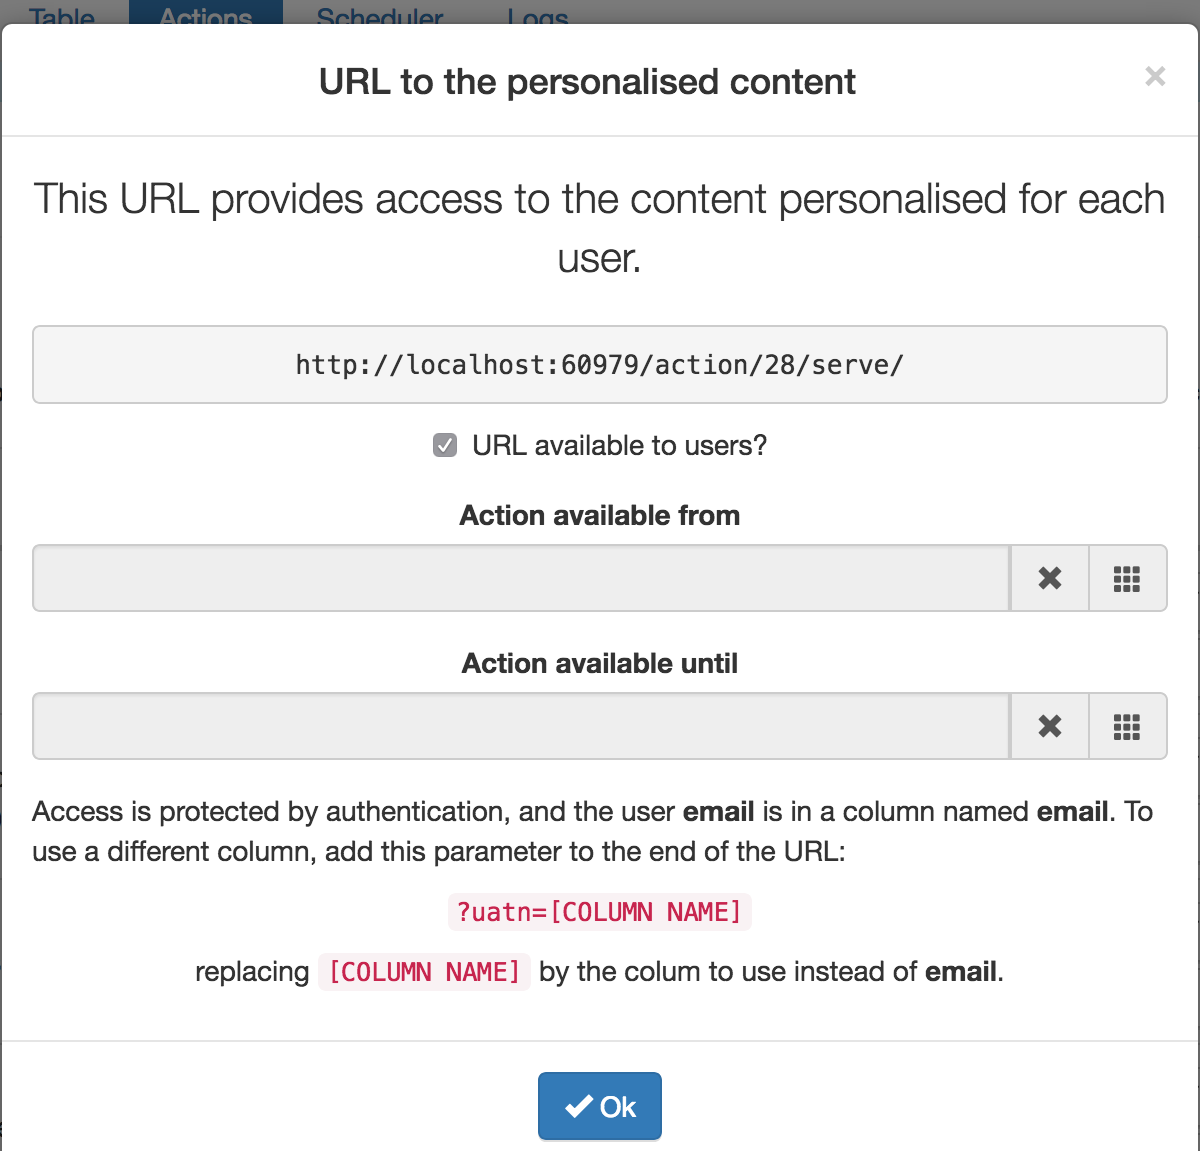 Table Actions Scheduler Logs
URL to the personalised content
×
This URL provides access to the content personalised for each
user.
http://localhost:60979/action/28/serve/
URL available to users?
Action available from
Action available until
Access is protected by authentication, and the user email is in a column named email. To
use a different column, add this parameter to the end of the URL:
?uatn=[COLUMN NAME]
replacing [COLUMN NAME] by the colum to use instead of email.
Ok